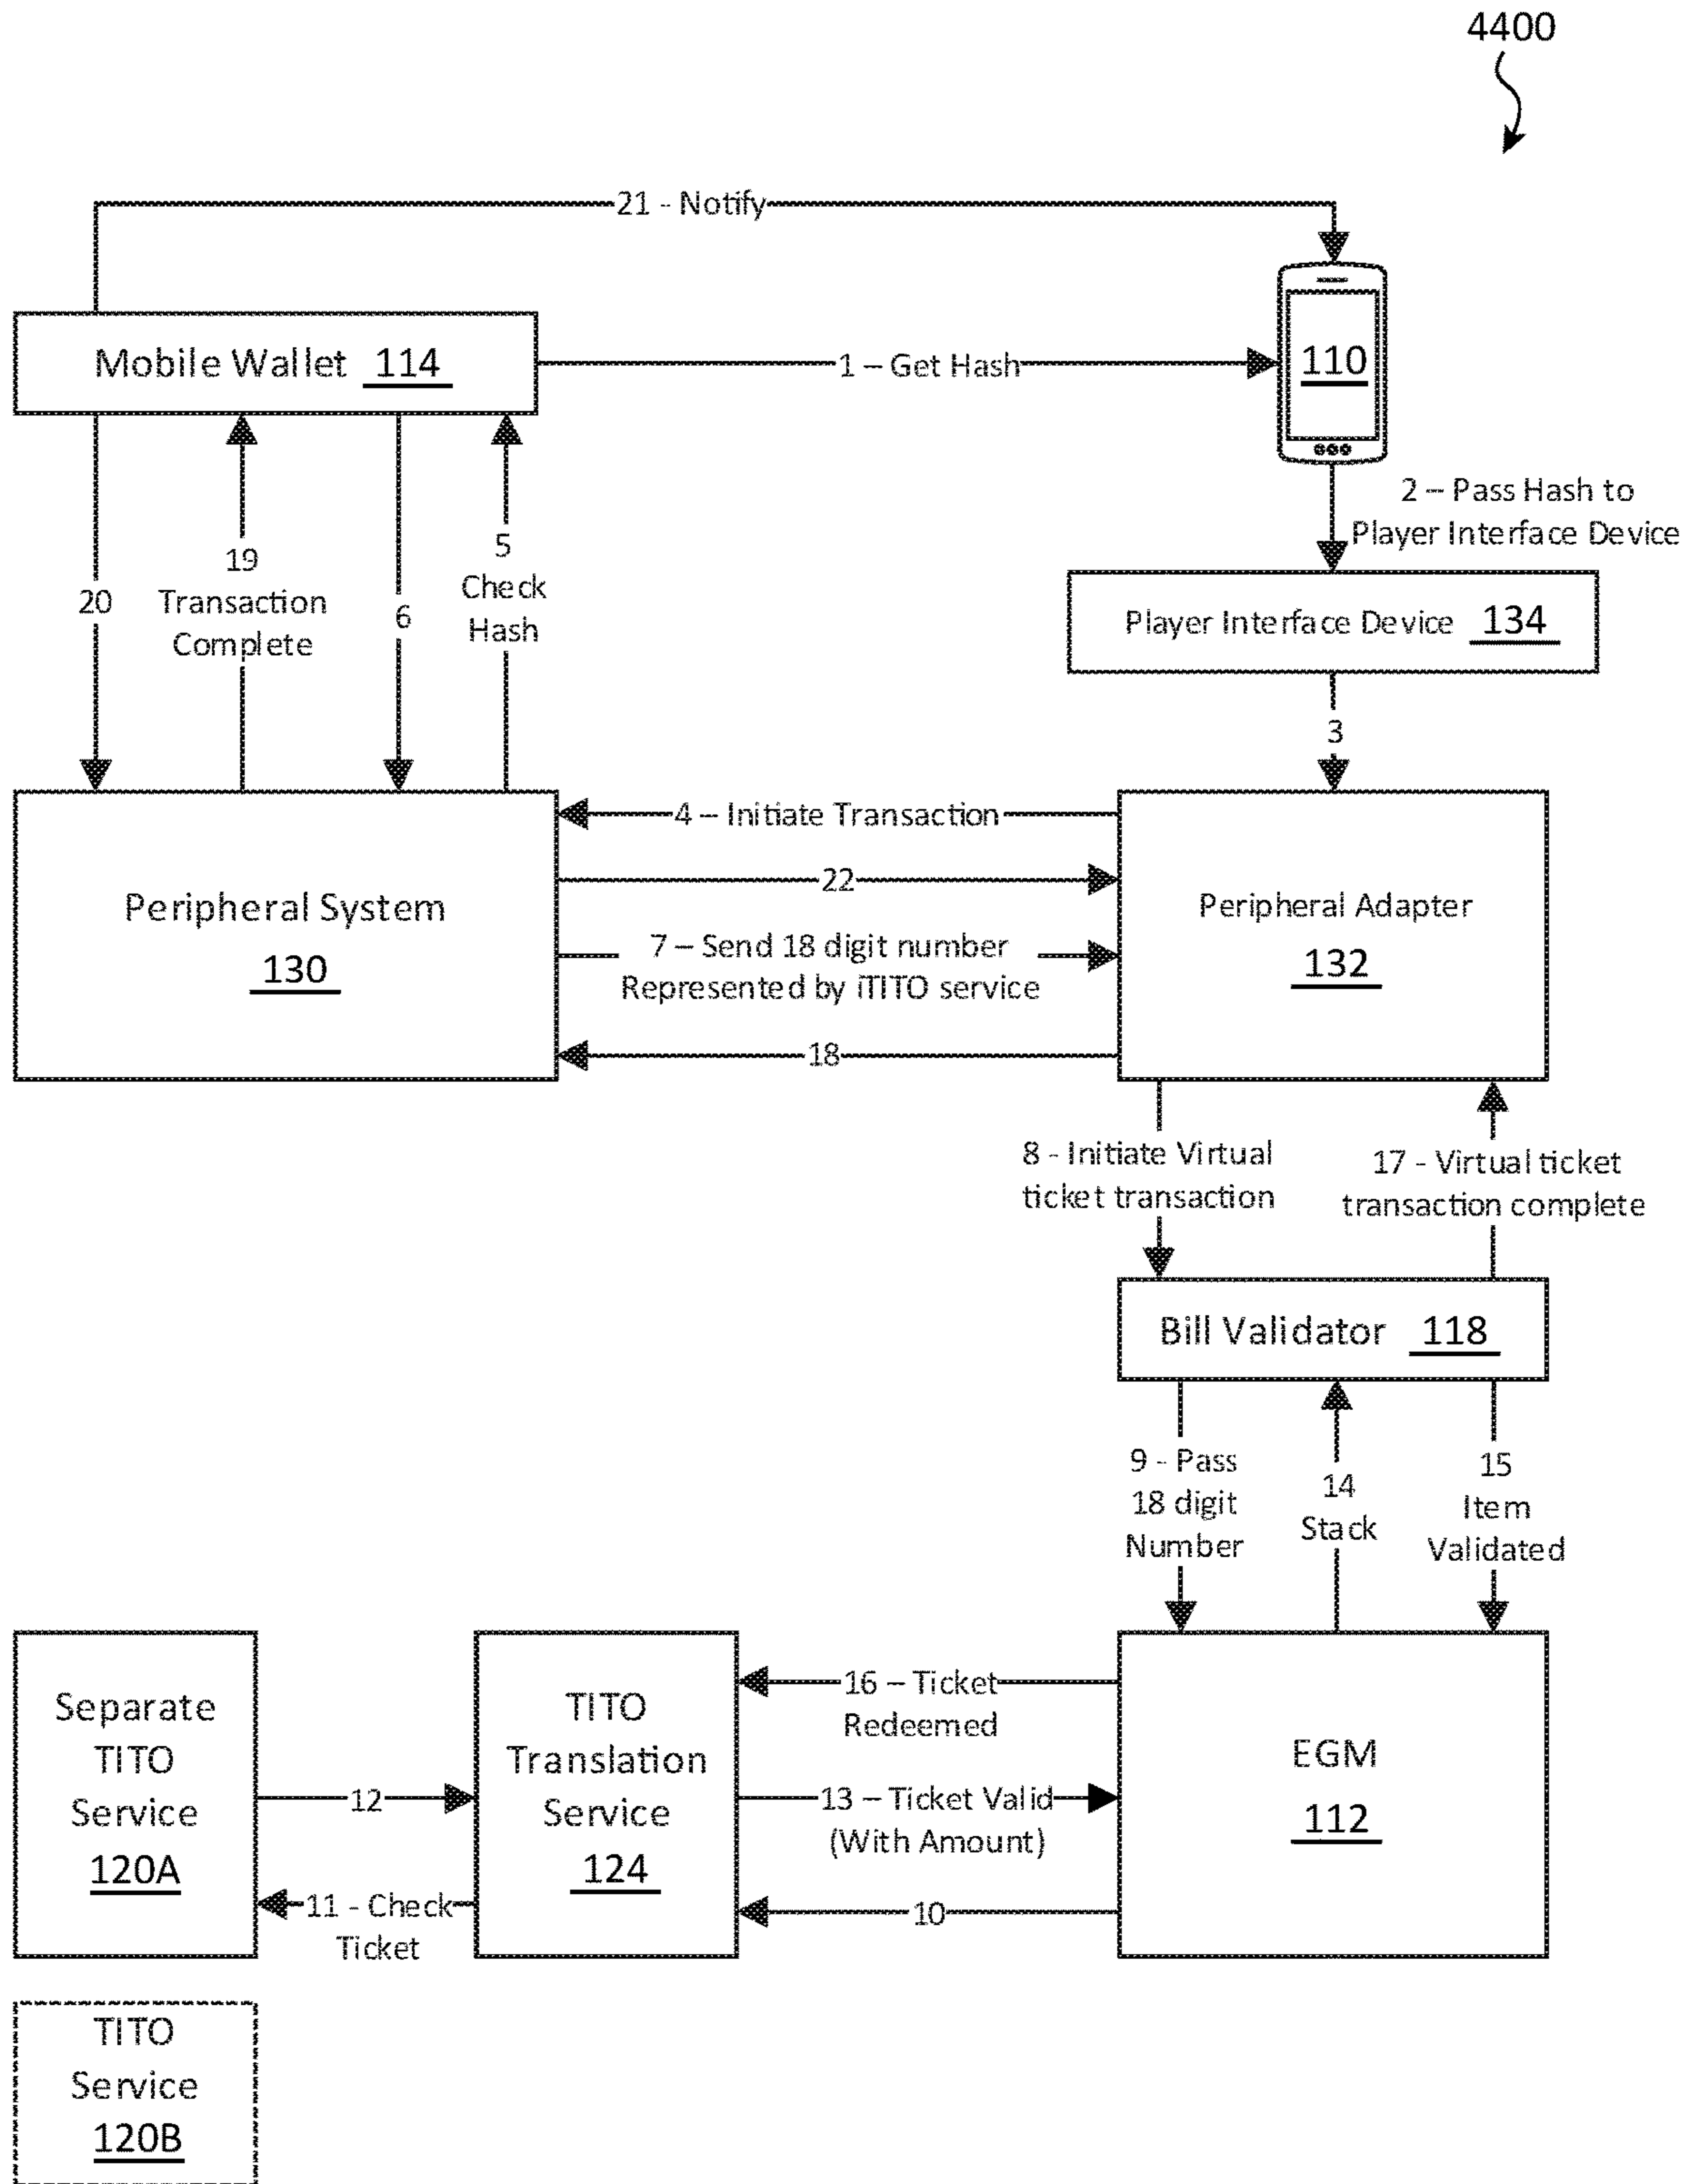 4400
21 - Notify
Mobile Wallet 114
1 – Get Hash
110
2 – Pass Hash to
Player Interface Device
20
19
Transaction
Complete
6
5
Check
Hash
Player Interface Device 134
3
4 – Initiate Transaction
22
7 – Send 18 digit number
Represented by iTITO service
18
Peripheral System
130
Peripheral Adapter
132
8 - Initiate Virtual
ticket transaction
17 - Virtual ticket
transaction complete
Bill Validator 118
9 - Pass
18 digit
Number
14
Stack
15
Item
Validated
Separate
TITO
Service
120A
12
11 - Check
Ticket
TITO
Translation
Service
124
16 – Ticket
Redeemed
13 – Ticket Valid
(With Amount)
10
EGM
112
TITO
Service
120B